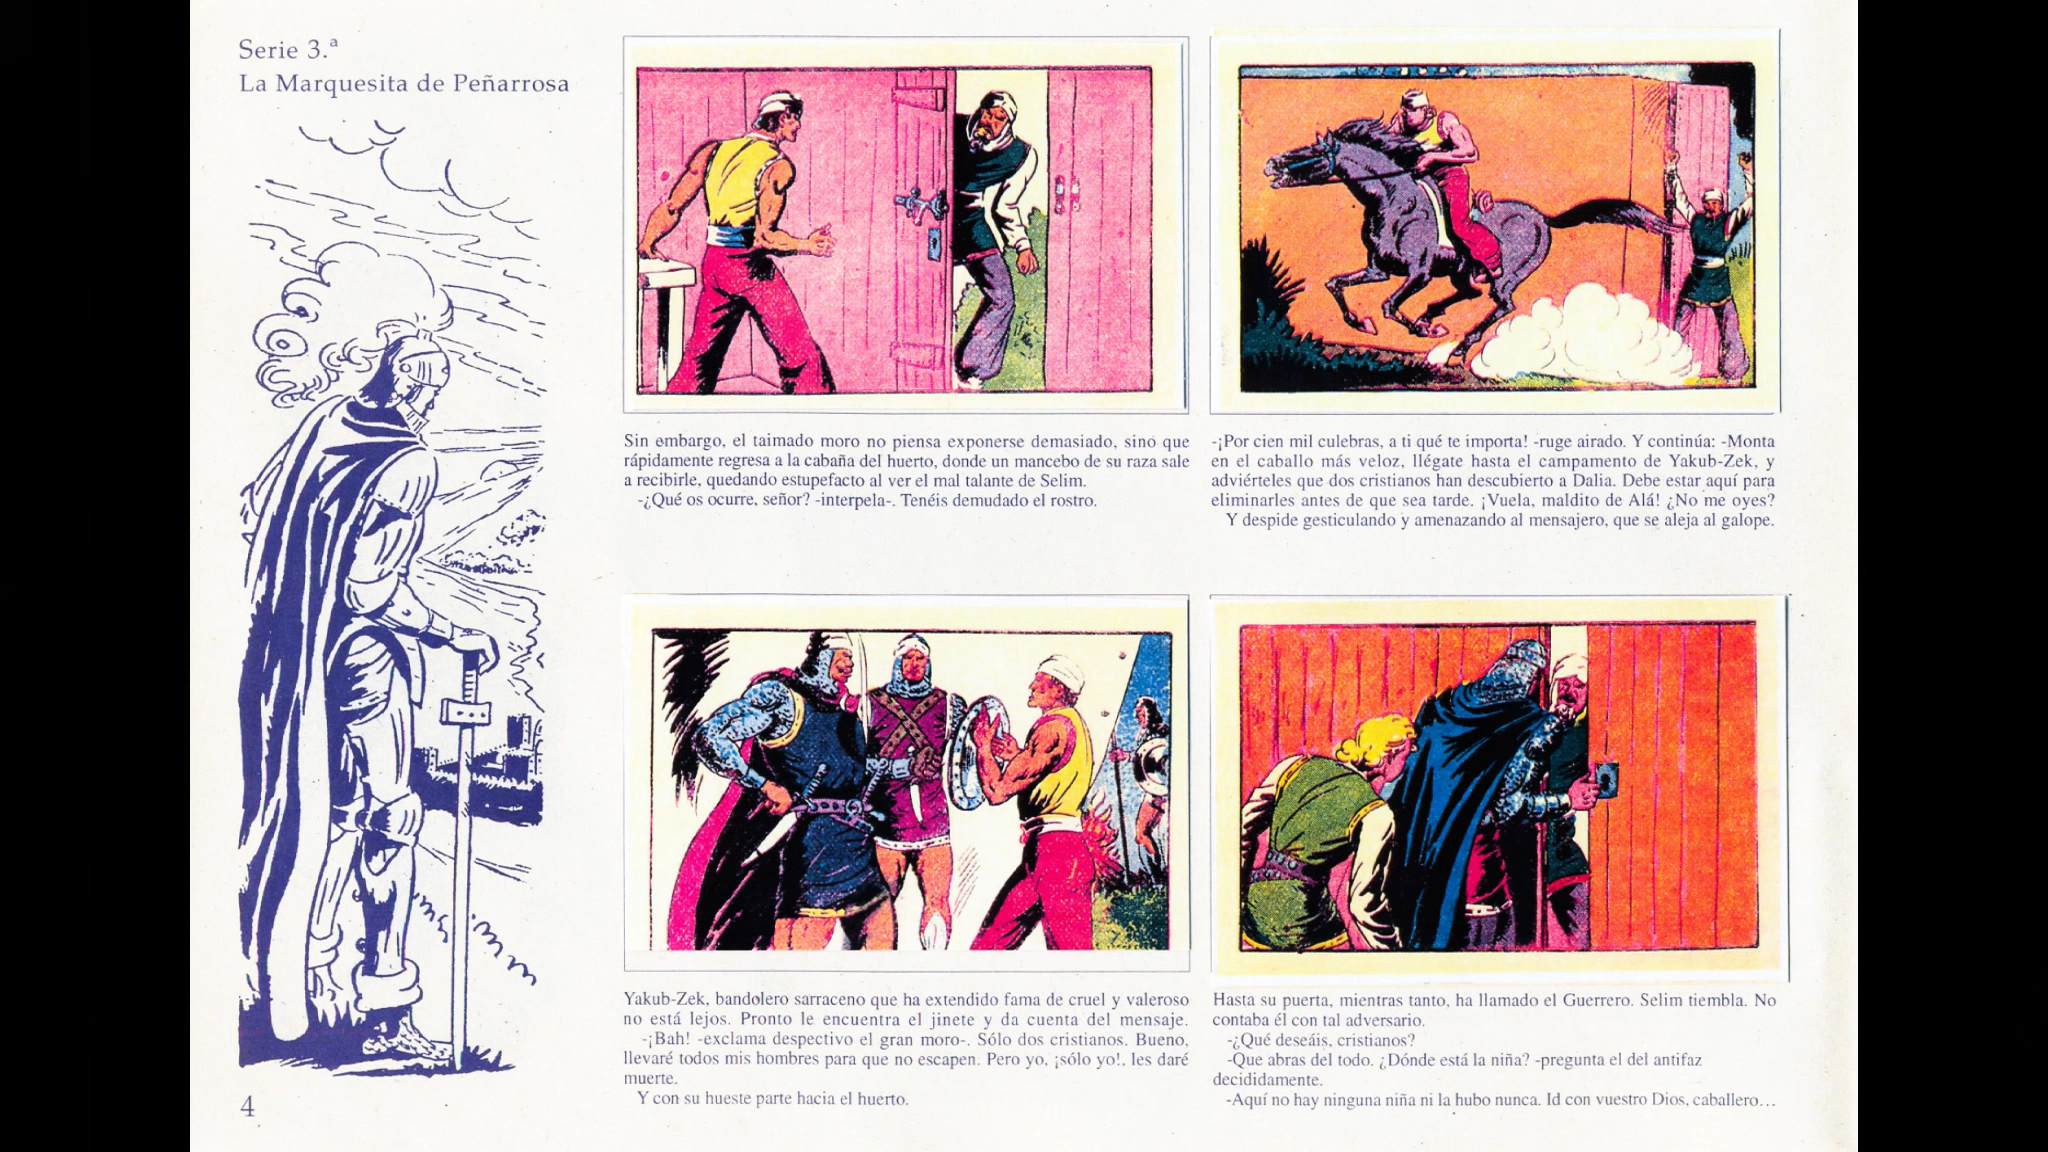 Serie 3.ª
La Marquesita de Peñarrosa
Sin embargo, el taimado moro no piensa exponerse demasiado, sino que
rápidamente regresa a la cabaña del huerto, donde un mancebo de su raza sale
a recibirle, quedando estupefacto al ver el mal talante de Selim.
-¿Qué os ocurre, señor? -interpela-. Tenéis demudado el rostro.
-¡Por cien mil culebras, a ti qué te importa! -ruge airado. Y continúa: -Monta
en el caballo más veloz, llégate hasta el campamento de Yakub-Zek, y
adviérteles que dos cristianos han descubierto a Dalia. Debe estar aquí para
eliminarles antes de que sea tarde. ¡Vuela, maldito de Alá! ¿No me oyes?
Y despide gesticulando y amenazando al mensajero, que se aleja al galope.
Yakub-Zek, bandolero sarraceno que ha extendido fama de cruel y valeroso
no está lejos. Pronto le encuentra el jinete y da cuenta del mensaje.
-¡Bah! -exclama despectivo el gran moro-. Sólo dos cristianos. Bueno,
llevaré todos mis hombres para que no escapen. Pero yo, ¡sólo yo!, les daré
muerte.
Y con su hueste parte hacia el huerto.
Hasta su puerta, mientras tanto, ha llamado el Guerrero. Selim tiembla. No
contaba él con tal adversario.
-¿Qué deseáis, cristianos?
-Que abras del todo. ¿Dónde está la niña? -pregunta el del antifaz
decididamente.
-Aquí no hay ninguna niña ni la hubo nunca. Id con vuestro Dios, caballero...
4